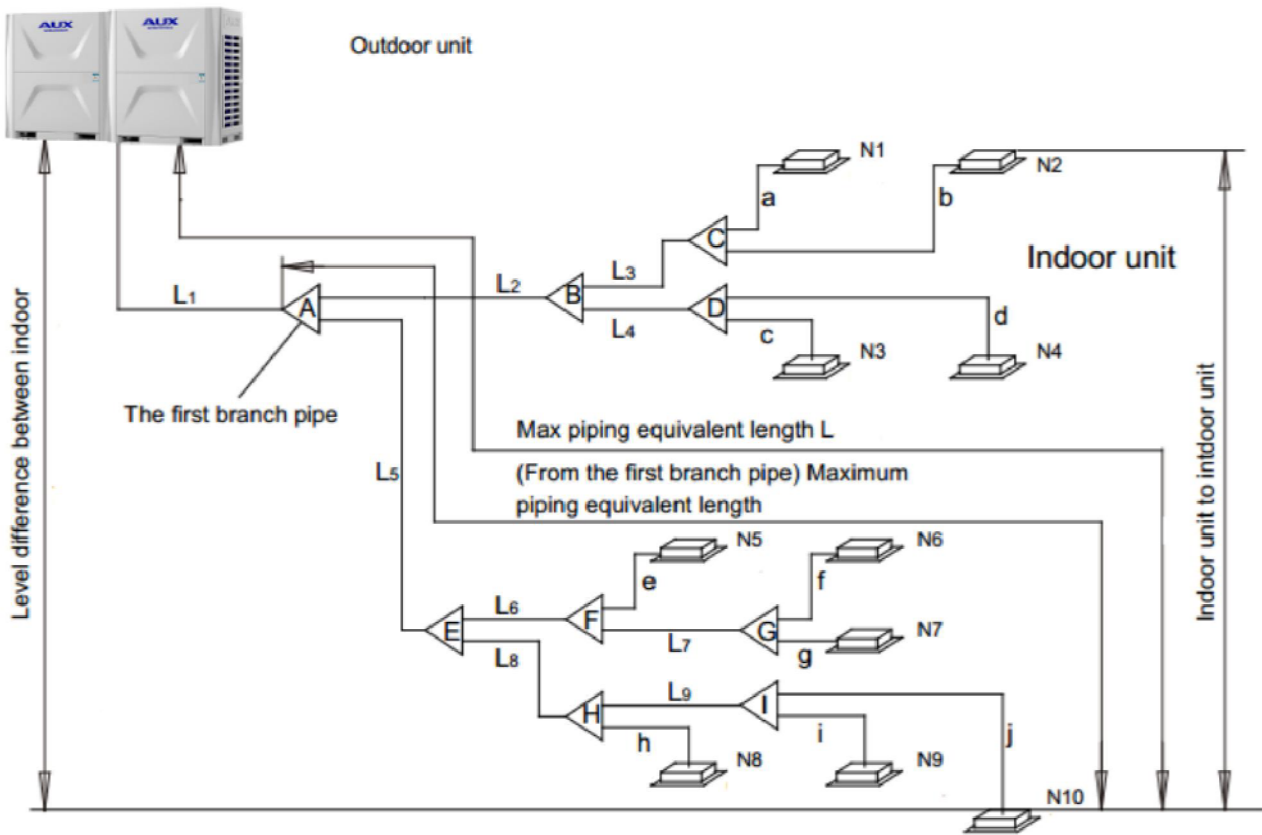 AUX
AUX
Outdoor unit
N1
N2
a
b
C
Indoor unit
L3
L2
L1
B
A
D
L4
d
c
N3
N4
The first branch pipe
Max piping equivalent length L
L5
(From the first branch pipe) Maximum
piping equivalent length
N5
N6
e
f
L6
F
E
G
N7
L7
g
L8
L9
I
H
h
i
j
N8
N9
N10
Level difference between indoor
Indoor unit to intdoor unit